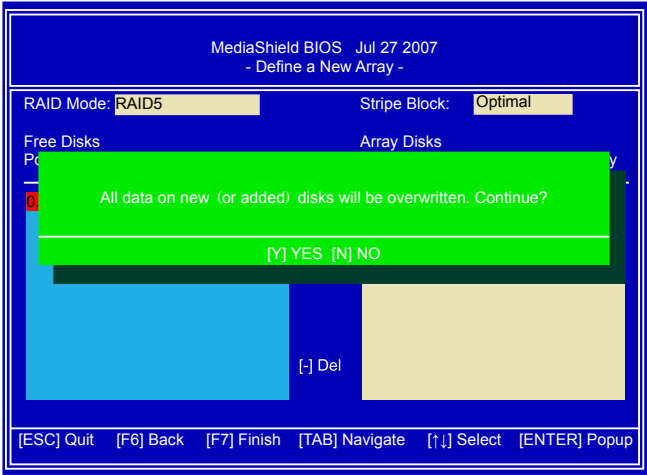 MediaShield BIOS Jul 27 2007
- Define a New Array -
RAID Mode: RAID5 Stripe Block: Optimal
Free Disks Array Disks
All data on new (or added) disks will be overwritten. Continue?
[Y] YES [N] NO
[-] Del
[ESC] Quit [F6] Back [F7] Finish [TAB] Navigate [↑↓] Select [ENTER] Popup